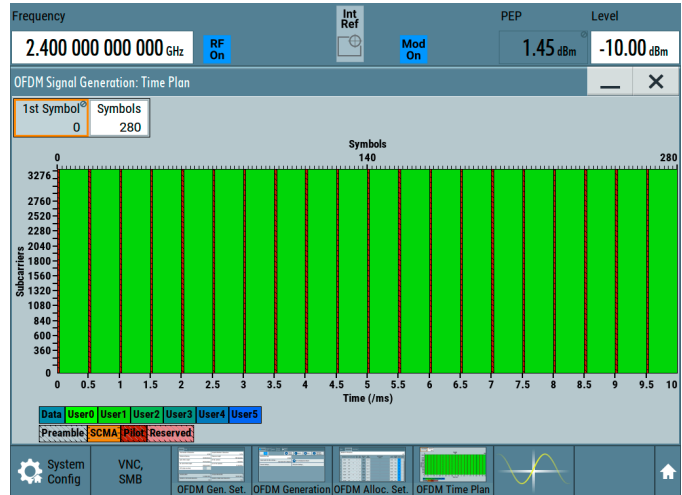 Frequency
Int
Ref
PEP
Level
2.400 000 000 000 GHz
RF
On
Mod
On
1.45 dBm
-10.00 dBm
OFDM Signal Generation: Time Plan
1st Symbol
0
Symbols
280
Symbols
0
140
280
3276
2760
2520
2280
2040
1800
1560
1320
1080
840
600
360
0
Subcarriers
0 0.5 1 1.5 2 2.5 3 3.5 4 4.5 5 5.5 6 6.5 7 7.5 8 8.5 9 9.5 10
Time (/ms)
Data User0 User1 User2 User3 User4 User5
Preamble SCMA Pilot Reserved
System
Config
VNC,
SMB
OFDM Gen. Set.
OFDM Generation
OFDM Alloc. Set.
OFDM Time Plan